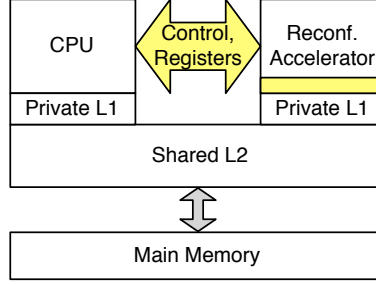 CPU
Control,
Registers
Reconf.
Accelerator
Private L1
Private L1
Shared L2
Main Memory